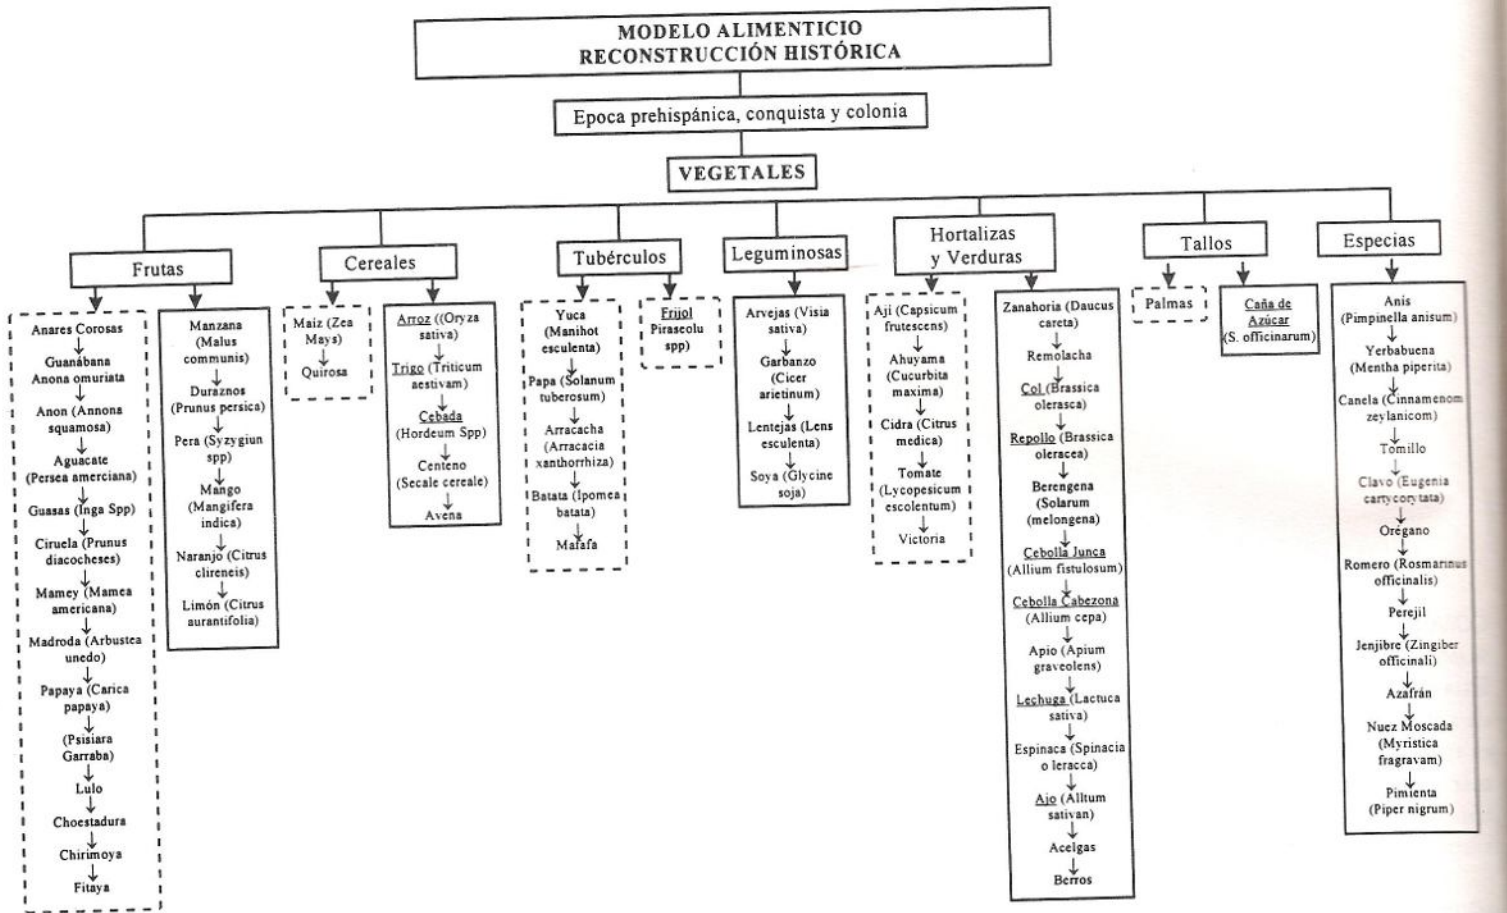 MODELO ALIMENTICIO
RECONSTRUCCIÓN HISTÓRICA
Epoca prehispánica, conquista y colonia
VEGETALES
Frutas
Anares Corosas
Guanábana
Anona omuriata
Anon (Annona
squamosa)
Aguacate
(Persea amerciana)
Guasas (Inga Spp)
Ciruela (Prunus
diacocheses)
Mamey (Mamea
americana)
Madroda (Arbustea
unedo)
Papaya (Carica
papaya)
(Psisiara
Garraba)
Lulo
Choestadura
Chirimoya
Fitaya
Manzana
(Malus
communis)
Duraznos
(Prunus persica)
Pera (Syzygiun
spp)
Mango
(Mangifera
indica)
Naranjo (Citrus
clireneis)
Limón (Citrus
aurantifolia)
Cereales
Maiz (Zea
Mays)
Quirosa
Arroz ((Oryza
sativa)
Trigo (Triticum
aestivam)
Cebada
(Hordeum Spp)
Centeno
(Secale cereale)
Avena
Tubérculos
Yuca
(Manihot
esculenta)
Papa (Solanum
tuberosum)
Arracacha
(Arracacia
xanthorrhiza)
Batata (Ipomea
batata)
Mafafa
Frijol
Piraseolu
spp)
Leguminosas
Arvejas (Visia
sativa)
Garbanzo
(Cicer
arietinum)
Lentejas (Lens
esculenta)
Soya (Glycine
soja)
Hortalizas
y Verduras
Ají (Capsicum
frutescens)
Ahuyama
(Cucurbita
maxima)
Cidra (Citrus
medica)
Tomate
(Lycopesicum
escolentum)
Victoria
Zanahoria (Daucus
careta)
Remolacha
Col (Brassica
olerasca)
Repollo (Brassica
oleracea)
Berengena
(Solarum
(melongena)
Cebolla Junca
(Allium fistulosum)
Cebolla Cabezona
(Allium cepa)
Apio (Apium
graveolens)
Lechuga (Lactuca
sativa)
Espinaca (Spinacia
o leracca)
Ajo (Alltum
sativan)
Acelgas
Berros
Tallos
Palmas
Caña de
Azúcar
(S. officinarum)
Especias
Anis
(Pimpinella anisum)
Yerbabuena
(Mentha piperita)
Canela (Cinnamenom
zeylanicom)
Tomillo
Clavo (Eugenia
cartycorytata)
Orégano
Romero (Rosmarinus
officinalis)
Perejil
Jenjibre (Zingiber
officinali)
Azafrán
Nuez Moscada
(Myristica
fragravam)
Pimienta
(Piper nigrum)